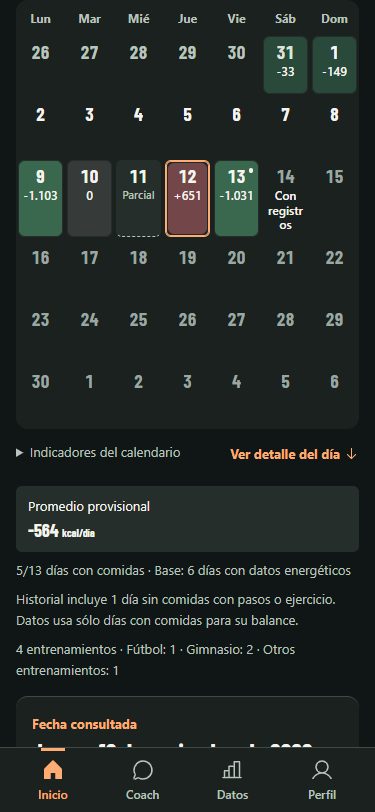 Lun Mar Mié Jue Vie Sáb Dom
26 27 28 29 30 31 1
-33 -149
2 3 4 5 6 7 8
9 10 11 12 13 14 15
-1.103 0 Parcial +651 -1.031 Con
registr
os
16 17 18 19 20 21 22
23 24 25 26 27 28 29
30 1 2 3 4 5 6
Indicadores del calendario Ver detalle del día ↓
Promedio provisional
-564 kcal/día
5/13 días con comidas · Base: 6 días con datos energéticos
Historial incluye 1 día sin comidas con pasos o ejercicio.
Datos usa sólo días con comidas para su balance.
4 entrenamientos · Fútbol: 1 · Gimnasio: 2 · Otros
entrenamientos: 1
Fecha consultada
Inicio Coach Datos Perfil